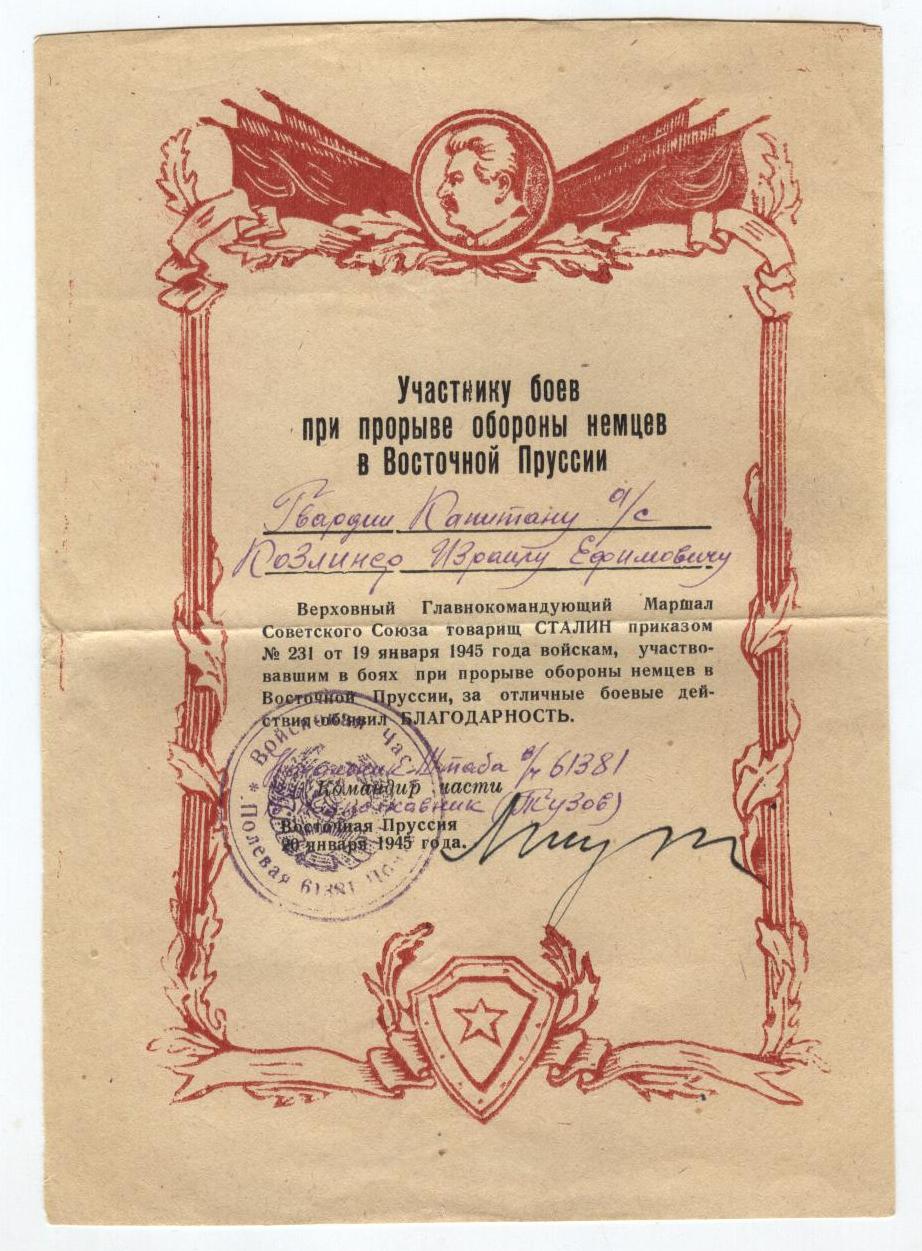 Участнику боев
при прорыве обороны немцев
в Восточной Пруссии
Гвардии Капитану а/с
Козлинер Израилу Ефимовичу
Верховный Главнокомандующий Маршал
Советского Союза товарищ СТАЛИН приказом
№ 231 от 19 января 1945 года войскам, участво-
вавшим в боях при прорыве обороны немцев в
Восточной Пруссии, за отличные боевые дей-
ствия объявил БЛАГОДАРНОСТЬ.
Начальник Штаба в/ч 61381
Командир части
(Тузов)
Восточная Пруссия
20 января 1945 года.
Полевая 61381